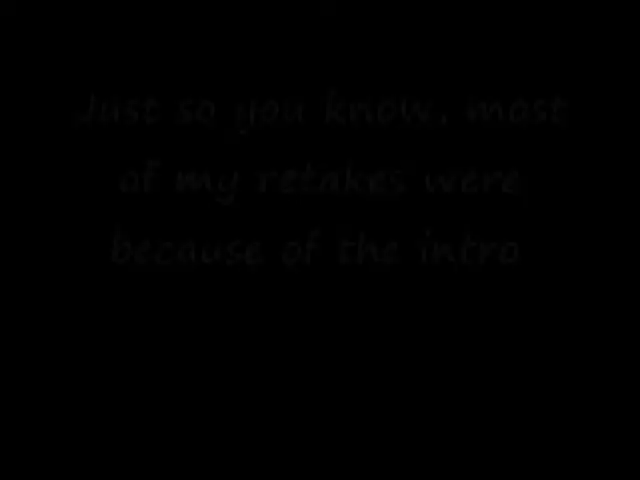 Just so you know, most
of my retakes were
because of the intro